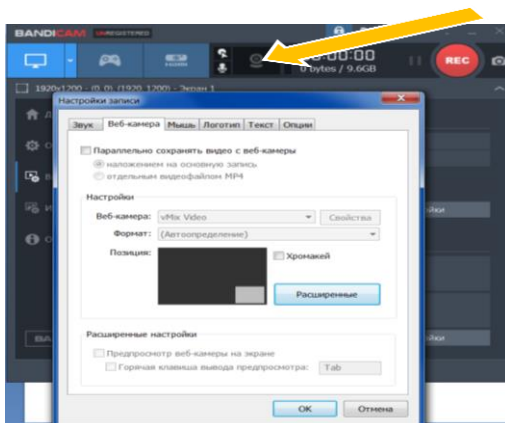 BANDICAM UNREGISTERED
00:00:00
0 bytes / 9.6GB
REC
1920x1200 - (0, 0), (1920, 1200) - Экран 1
Настройки записи
Звук Веб-камера Мышь Логотип Текст Опции
Параллельно сохранять видео с веб-камеры
наложением на основную запись
отдельным видеофайлом MP4
Настройки
Веб-камера: vMix Video Свойства
Формат: (Автоопределение)
Позиция: Хромакей
Расширенные
Расширенные настройки
Предпросмотр веб-камеры на экране
Горячая клавиша вывода предпросмотра: Tab
OK Отмена